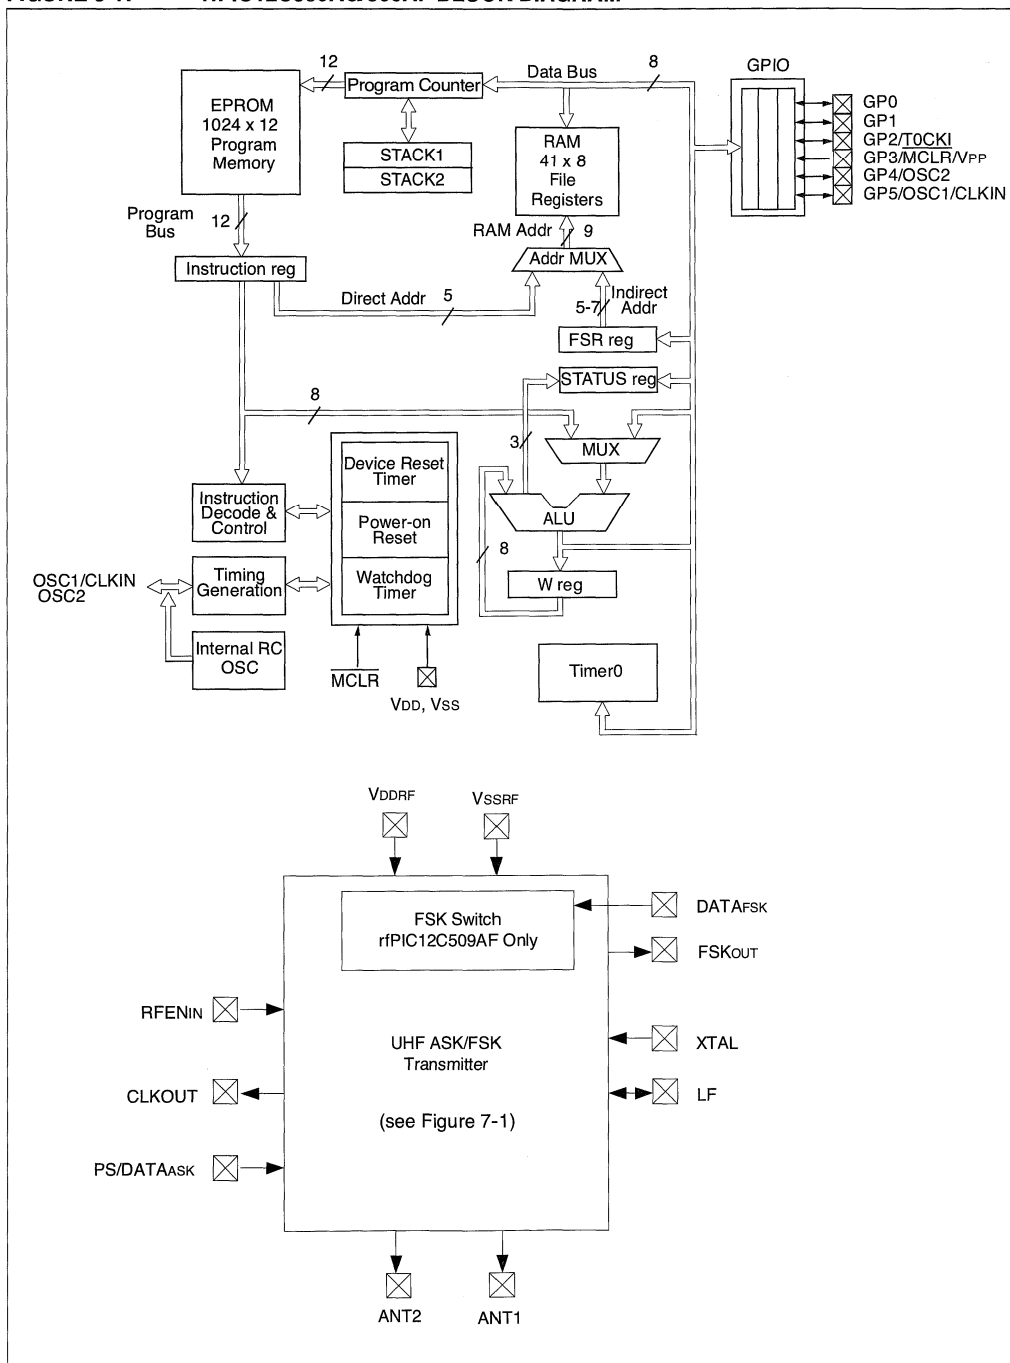 12
Data Bus
8
GPIO
Program Counter
EPROM
1024 x 12
Program
Memory
STACK1
STACK2
RAM
41 x 8
File
Registers
GP0
GP1
GP2/T0CKI
GP3/MCLR/VPP
GP4/OSC2
GP5/OSC1/CLKIN
Program
Bus
12
RAM Addr
9
Addr MUX
Instruction reg
Direct Addr
5
5-7
Indirect
Addr
FSR reg
STATUS reg
8
3
MUX
Device Reset
Timer
Instruction
Decode &
Control
Power-on
Reset
ALU
8
OSC1/CLKIN
OSC2
Timing
Generation
Watchdog
Timer
W reg
Internal RC
OSC
MCLR
VDD, VSS
Timer0
VDDRF
VSSRF
FSK Switch
rfPIC12C509AF Only
DATAFSK
FSKOUT
RFENIN
UHF ASK/FSK
Transmitter
XTAL
CLKOUT
LF
(see Figure 7-1)
PS/DATAASK
ANT2
ANT1